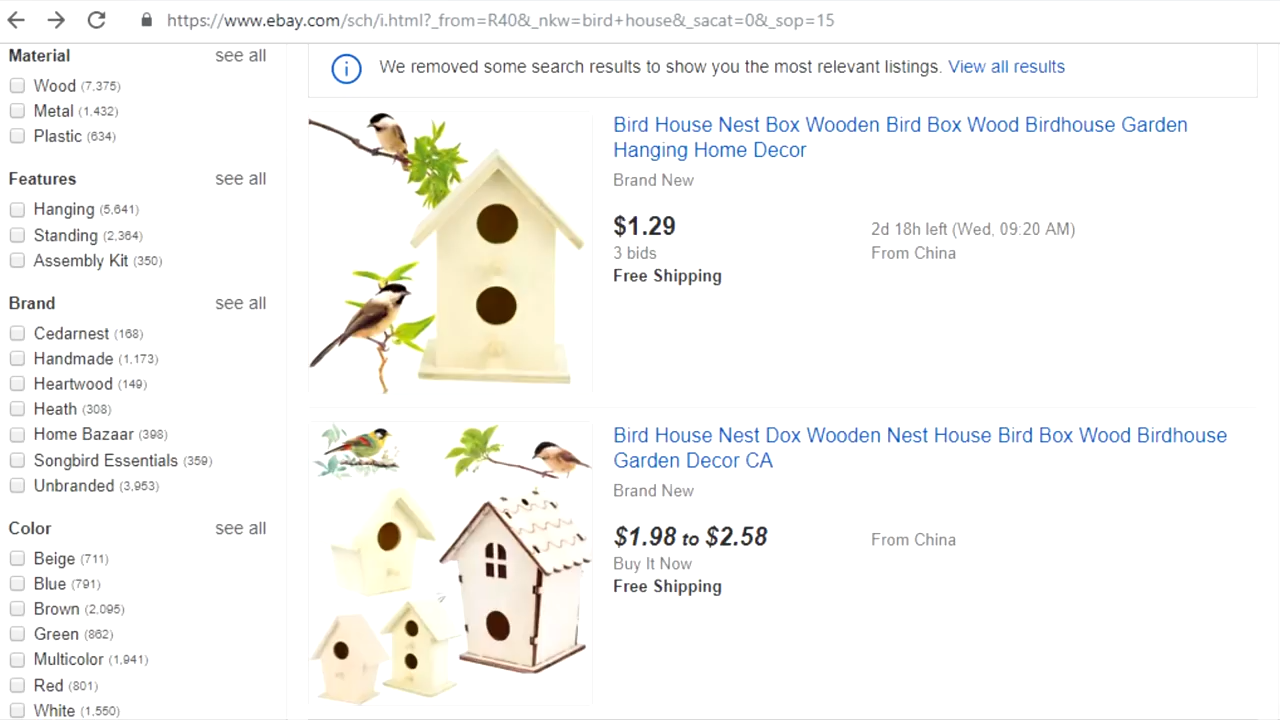 https://www.ebay.com/sch/i.html?_from=R40&_nkw=bird+house&_sacat=0&_sop=15
Material see all
Wood (7,375)
Metal (1,432)
Plastic (634)
Features see all
Hanging (5,641)
Standing (2,364)
Assembly Kit (350)
Brand see all
Cedarnest (168)
Handmade (1,173)
Heartwood (149)
Heath (308)
Home Bazaar (398)
Songbird Essentials (359)
Unbranded (3,953)
Color see all
Beige (711)
Blue (791)
Brown (2,095)
Green (862)
Multicolor (1,941)
Red (801)
White (1,550)
We removed some search results to show you the most relevant listings. View all results
Bird House Nest Box Wooden Bird Box Wood Birdhouse Garden
Hanging Home Decor
Brand New
$1.29 2d 18h left (Wed, 09:20 AM)
3 bids From China
Free Shipping
Bird House Nest Dox Wooden Nest House Bird Box Wood Birdhouse
Garden Decor CA
Brand New
$1.98 to $2.58 From China
Buy It Now
Free Shipping